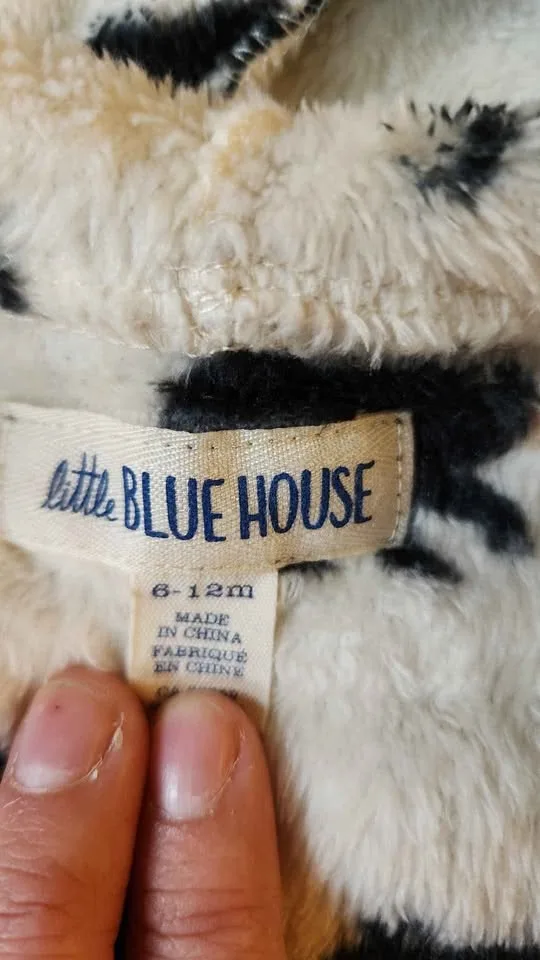 little BLUE HOUSE
6-12m
MADE
IN CHINA
FABRIQUÉ
EN CHINE